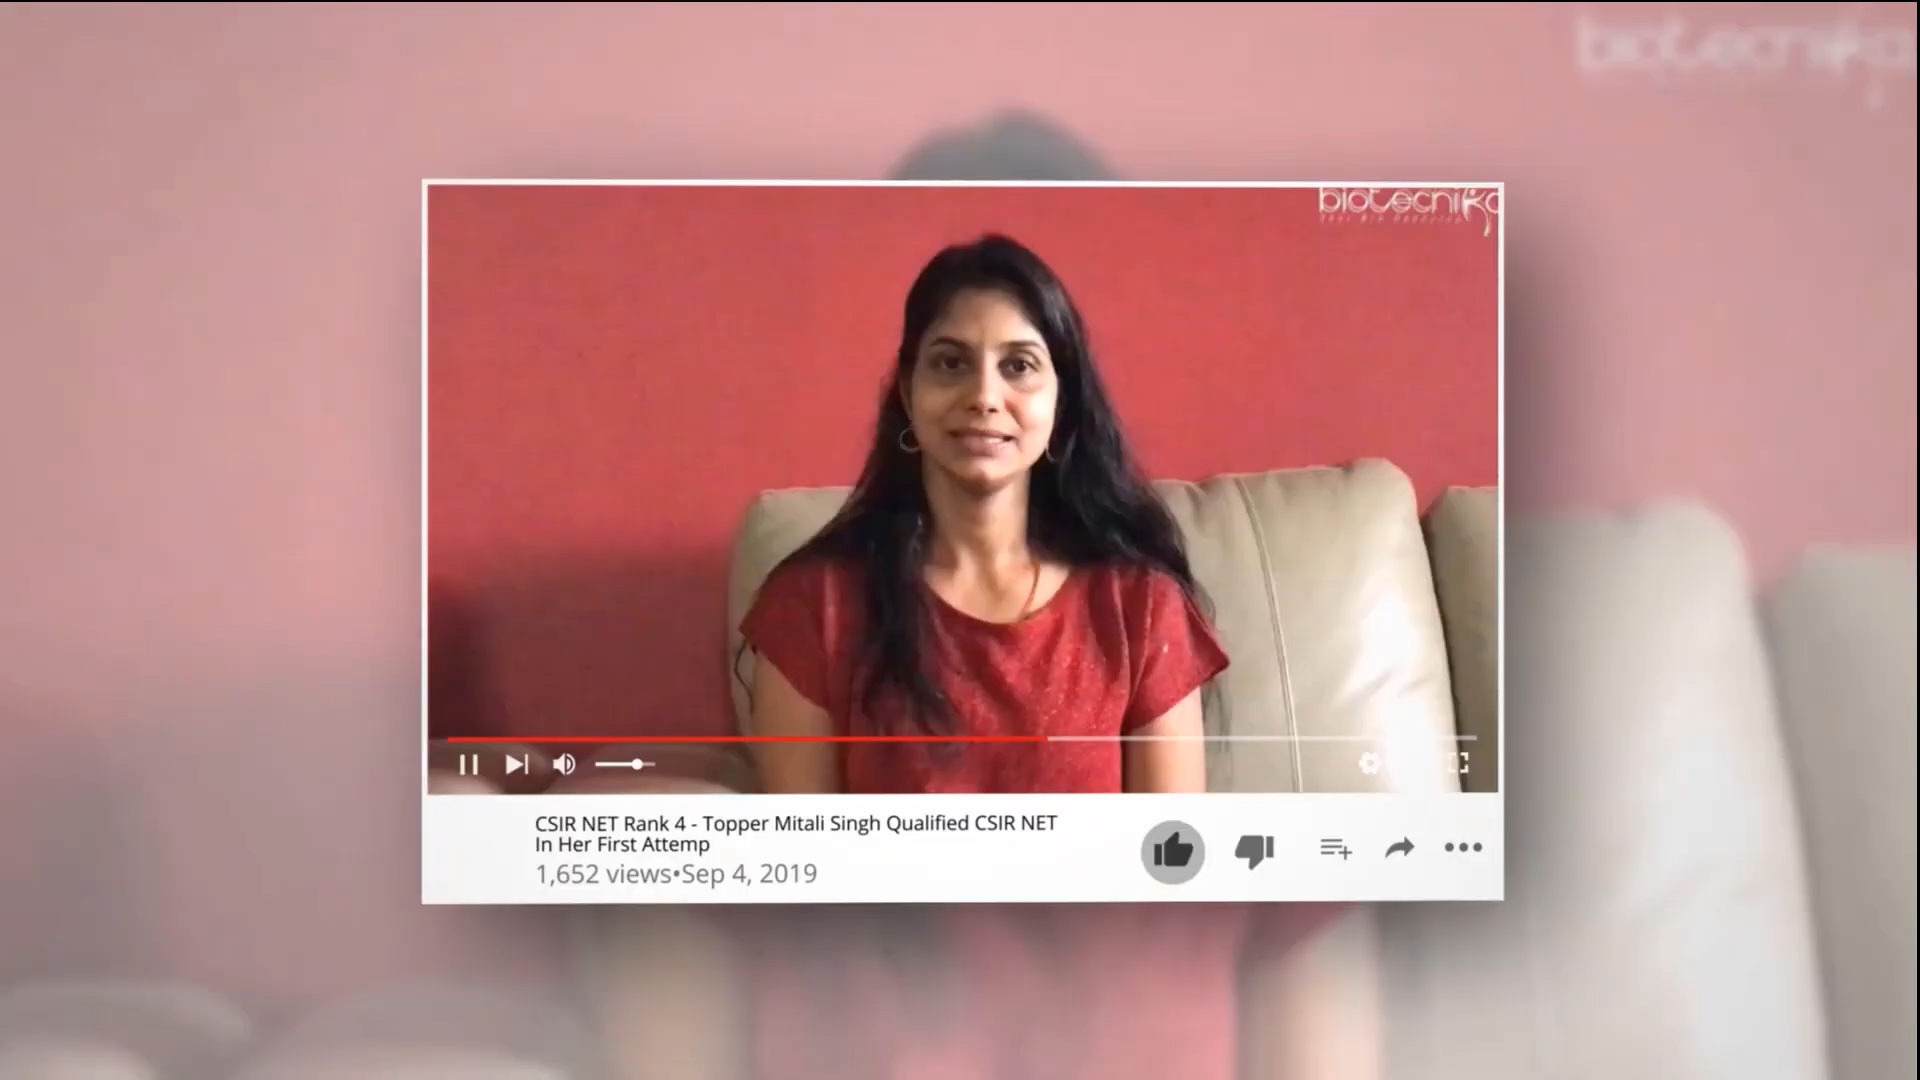 biotecnika
biotecnika
CSIR NET Rank 4 - Topper Mitali Singh Qualified CSIR NET
In Her First Attemp
1,652 views•Sep 4, 2019